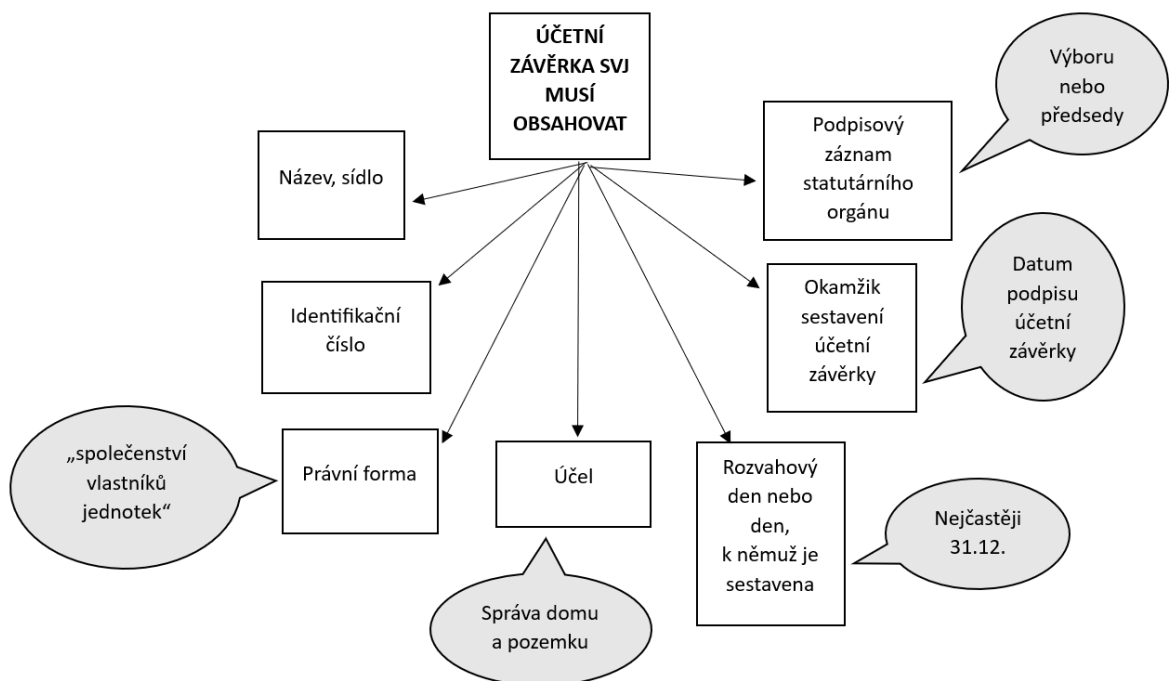 ÚČETNÍ
ZÁVĚRKA SVJ
MUSÍ
OBSAHOVAT
Název, sídlo
Identifikační
číslo
Právní forma
„společenství
vlastníků
jednotek“
Účel
Správa domu
a pozemku
Rozvahový
den nebo
den,
k němuž je
sestavena
Nejčastěji
31.12.
Okamžik
sestavení
účetní
závěrky
Datum
podpisu
účetní
závěrky
Podpisový
záznam
statutárního
orgánu
Výboru
nebo
předsedy